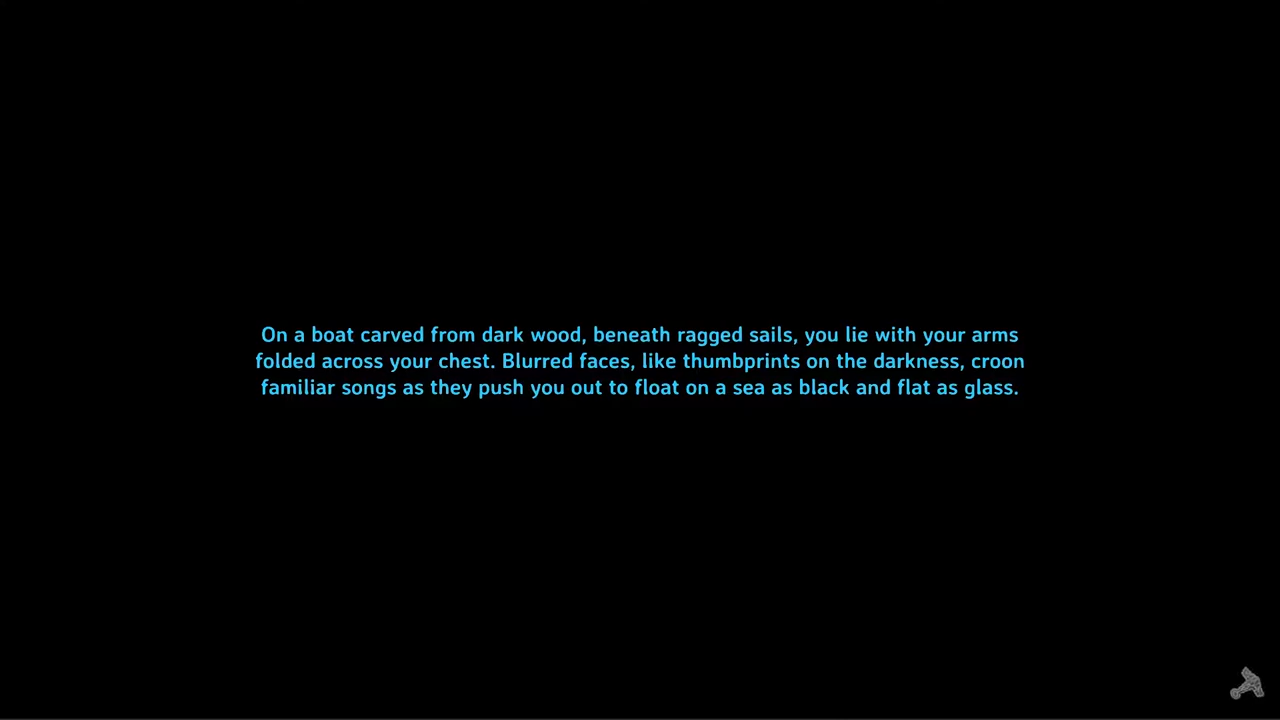 On a boat carved from dark wood, beneath ragged sails, you lie with your arms
folded across your chest. Blurred faces, like thumbprints on the darkness, croon
familiar songs as they push you out to float on a sea as black and flat as glass.